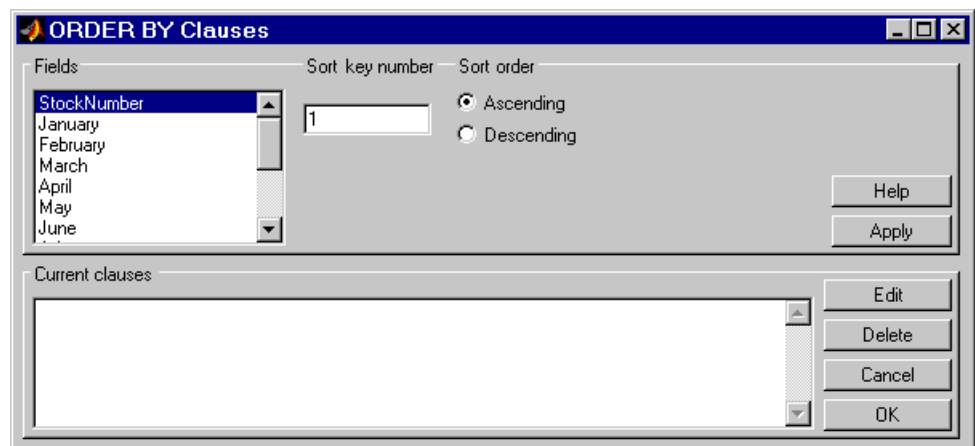 ORDER BY Clauses
Fields
Sort key number
Sort order
StockNumber
January
February
March
April
May
June
1
Ascending
Descending
Help
Apply
Current clauses
Edit
Delete
Cancel
OK